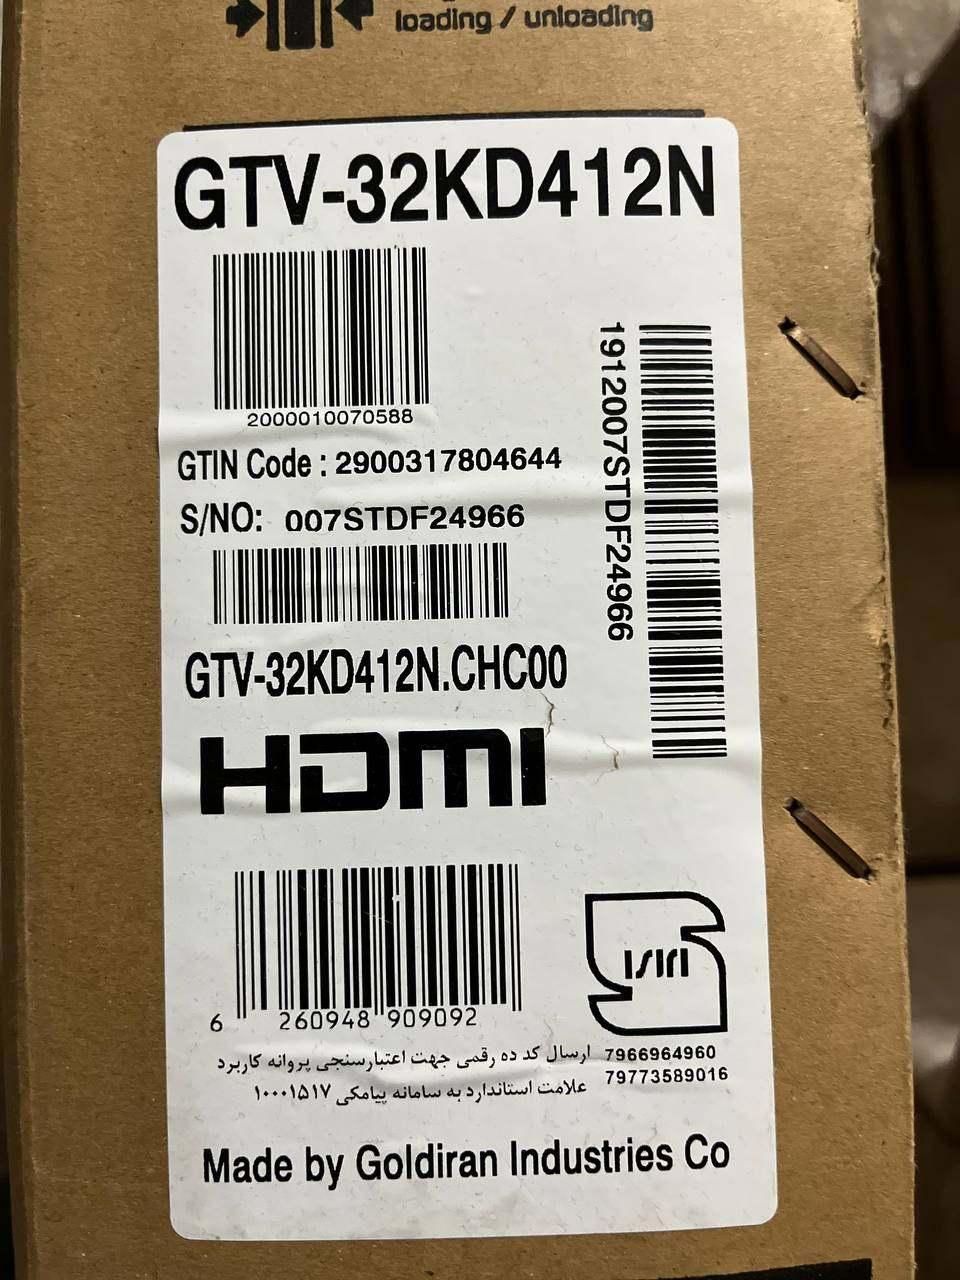 loading / unloading
GTV-32KD412N
2000010070588
1912007STDF24966
GTIN Code : 2900317804644
S/NO: 007STDF24966
GTV-32KD412N.CHC00
HDMI
6 260948 909092
ISIRI
7966964960
79773589016
ارسال کد ده رقمی جهت اعتبارسنجی پروانه کاربرد
علامت استاندارد به سامانه پیامکی ۱۰۰۰۱۵۱۷
Made by Goldiran Industries Co